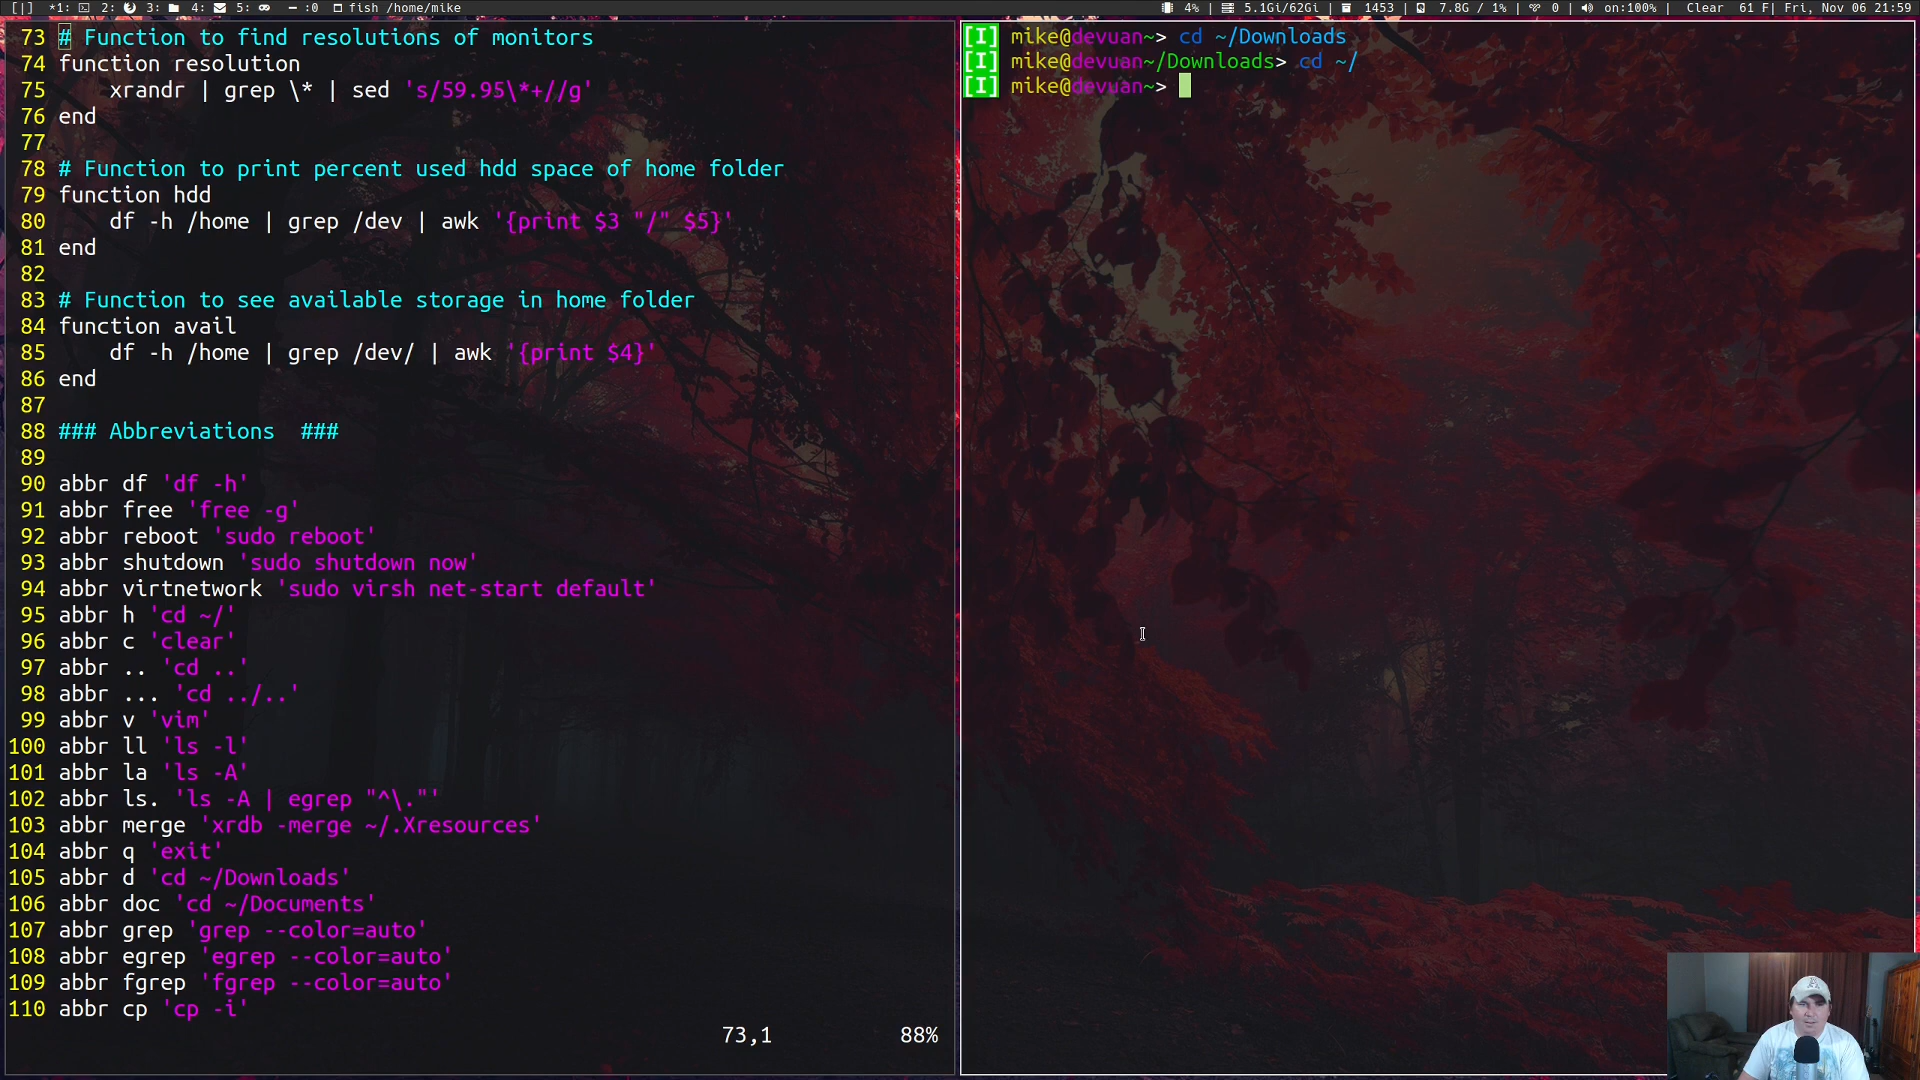 [|] *1: 2: 3: 4: 5: — :0 fish /home/mike 4% | 5.1Gi/62Gi | 1453 | 7.8G / 1% | 0 | on:100% | Clear 61 F| Fri, Nov 06 21:59
73 # Function to find resolutions of monitors
74 function resolution
75 xrandr | grep \* | sed 's/59.95\*+//g'
76 end
77
78 # Function to print percent used hdd space of home folder
79 function hdd
80 df -h /home | grep /dev | awk '{print $3 "/" $5}'
81 end
82
83 # Function to see available storage in home folder
84 function avail
85 df -h /home | grep /dev/ | awk '{print $4}'
86 end
87
88 ### Abbreviations  ###
89
90 abbr df 'df -h'
91 abbr free 'free -g'
92 abbr reboot 'sudo reboot'
93 abbr shutdown 'sudo shutdown now'
94 abbr virtnetwork 'sudo virsh net-start default'
95 abbr h 'cd ~/'
96 abbr c 'clear'
97 abbr .. 'cd ..'
98 abbr ... 'cd ../..'
99 abbr v 'vim'
100 abbr ll 'ls -l'
101 abbr la 'ls -A'
102 abbr ls. 'ls -A | egrep "^\."'
103 abbr merge 'xrdb -merge ~/.Xresources'
104 abbr q 'exit'
105 abbr d 'cd ~/Downloads'
106 abbr doc 'cd ~/Documents'
107 abbr grep 'grep --color=auto'
108 abbr egrep 'egrep --color=auto'
109 abbr fgrep 'fgrep --color=auto'
110 abbr cp 'cp -i'
73,1 88%
[I] mike@devuan~> cd ~/Downloads
[I] mike@devuan~/Downloads> cd ~/
[I] mike@devuan~>